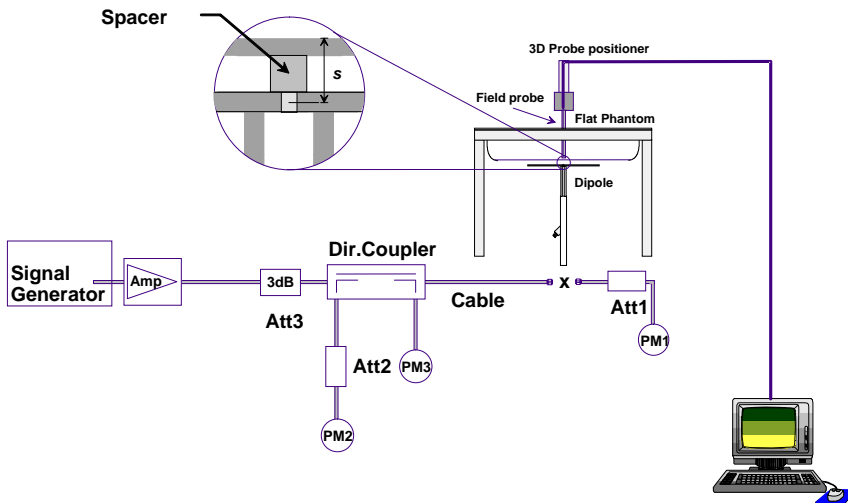 Spacer
s
3D Probe positioner
Field probe
Flat Phantom
Dipole
Signal
Generator
Amp
3dB
Att3
Dir.Coupler
Cable
x
Att1
PM1
Att2
PM3
PM2